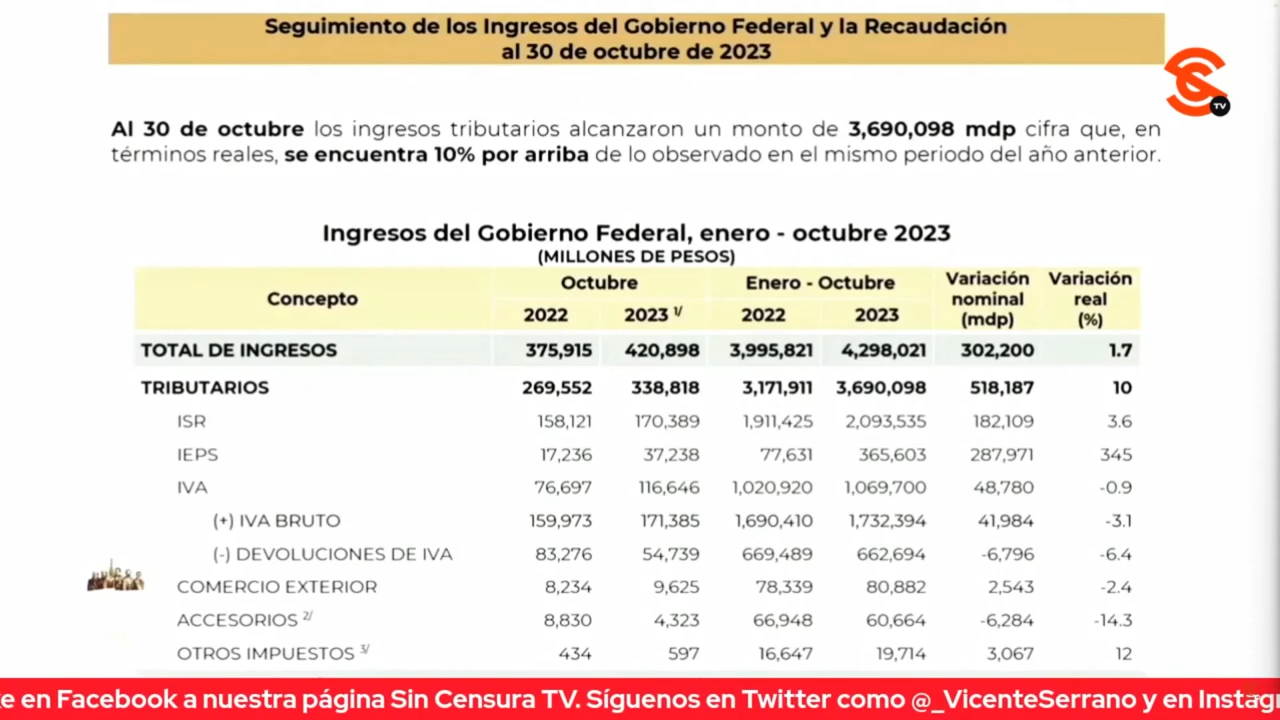 Seguimiento de los Ingresos del Gobierno Federal y la Recaudación
al 30 de octubre de 2023
TV
Al 30 de octubre los ingresos tributarios alcanzaron un monto de 3,690,098 mdp cifra que, en
términos reales, se encuentra 10% por arriba de lo observado en el mismo periodo del año anterior.
Ingresos del Gobierno Federal, enero - octubre 2023
(MILLONES DE PESOS)
Concepto Octubre Enero - Octubre Variación nominal (mdp) Variación real (%)
2022 2023 1/ 2022 2023
TOTAL DE INGRESOS 375,915 420,898 3,995,821 4,298,021 302,200 1.7
TRIBUTARIOS 269,552 338,818 3,171,911 3,690,098 518,187 10
ISR 158,121 170,389 1,911,425 2,093,535 182,109 3.6
IEPS 17,236 37,238 77,631 365,603 287,971 345
IVA 76,697 116,646 1,020,920 1,069,700 48,780 -0.9
(+) IVA BRUTO 159,973 171,385 1,690,410 1,732,394 41,984 -3.1
(-) DEVOLUCIONES DE IVA 83,276 54,739 669,489 662,694 -6,796 -6.4
COMERCIO EXTERIOR 8,234 9,625 78,339 80,882 2,543 -2.4
ACCESORIOS 2/ 8,830 4,323 66,948 60,664 -6,284 -14.3
OTROS IMPUESTOS 3/ 434 597 16,647 19,714 3,067 12
ke en Facebook a nuestra página Sin Censura TV. Síguenos en Twitter como @_VicenteSerrano y en Instag